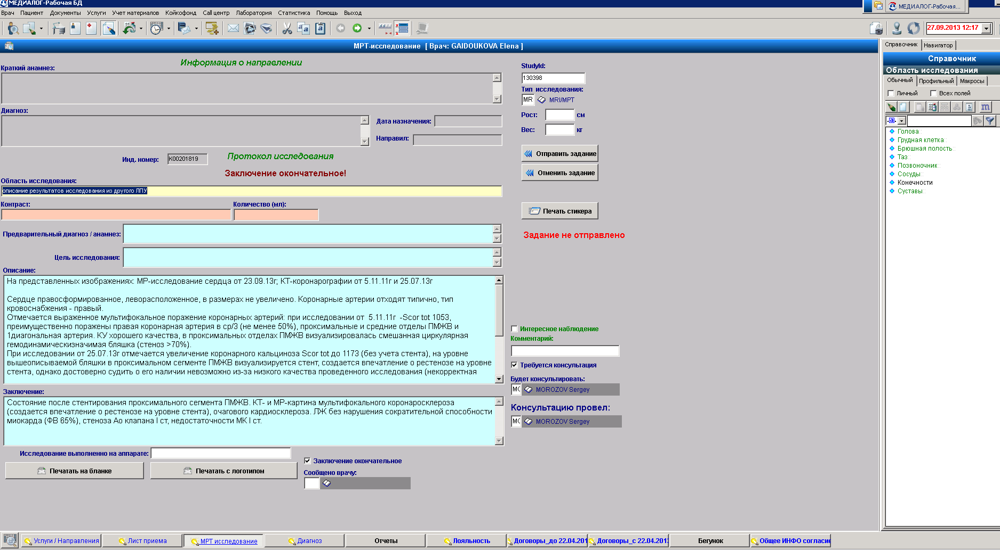 МЕДИАЛОГ-Рабочая БД
МЕДИАЛОГ-Рабочая...
Врач Пациент Документы Услуги Учет материалов Койкофонд Call центр Лаборатория Статистика Помощь Выход
27.09.2013 12:17
МРТ-исследование [ Врач: GAIDOUKOVA Elena ]
Информация о направлении
Краткий анамнез:
Диагноз:
Дата назначения:
Направил:
Инд. номер: K00201819
Протокол исследования
Заключение окончательное!
Область исследования:
описание результатов исследования из другого ЛПУ
Контраст: Количество (мл):
Предварительный диагноз / анамнез:
Цель исследования:
Описание:
На представленных изображениях: МР-исследование сердца от 23.09.13г; КТ-коронарографии от 5.11.11г и 25.07.13г
Сердце правосформированное, леворасположенное, в размерах не увеличено. Коронарные артерии отходят типично, тип
кровоснабжения - правый.
Отмечается выраженное мультифокальное поражение коронарных артерий: при исследовании от 5.11.11г -Scor tot 1053,
преимущественно поражены правая коронарная артерия в ср/3 (не менее 50%), проксимальные и средние отделы ПМЖВ и
1диагональная артерия. КУ хорошего качества, в проксимальных отделах ПМЖВ визуализировалась смешанная циркулярная
гемодинамическизначимая бляшка (стеноз >70%).
При исследовании от 25.07.13г отмечается увеличение коронарного кальциноза Scor tot до 1173 (без учета стента), на уровне
вышеописываемой бляшки в проксимальном сегменте ПМЖВ визуализируется стент, создается впечатление о рестенозе на уровне
стента, однако достоверно судить о его наличии невозможно из-за низкого качества проведенного исследования (некорректная
Заключение:
Состояние после стентирования проксимального сегмента ПМЖВ. КТ- и МР-картина мультифокального коронаросклероза
(создается впечатление о рестенозе на уровне стента), очагового кардиосклероза. ЛЖ без нарушения сократительной способности
миокарда (ФВ 65%), стеноза Ао клапана I ст, недостаточности МК I ст.
Исследование выполненно на аппарате:
Печатать на бланке
Печатать с логотипом
Заключение окончательное
Сообщено врачу:
StudyId:
130398
Тип исследования:
MR MRI/МРТ
Рост: см
Вес: кг
Отправить задание
Отменить задание
Печать стикера
Задание не отправлено
Интересное наблюдение
Комментарий:
Требуется консультация
Будет консультировать:
MC MOROZOV Sergey
Консультацию провел:
MC MOROZOV Sergey
Справочник Навигатор
Справочник
Область исследования
Обычный Профильный Макросы
Личный Всех полей
m
.a.
Голова::
Грудная клетка::
Брюшная полость::
Таз::
Позвоночник::
Сосуды::
Конечности
Суставы::
Услуги / Направления Лист приема МРТ исследование Диагноз Отчеты Лояльность Договоры_до 22.04.201 Договоры_с 22.04.2013 Бегунок Общее ИНФО согласие